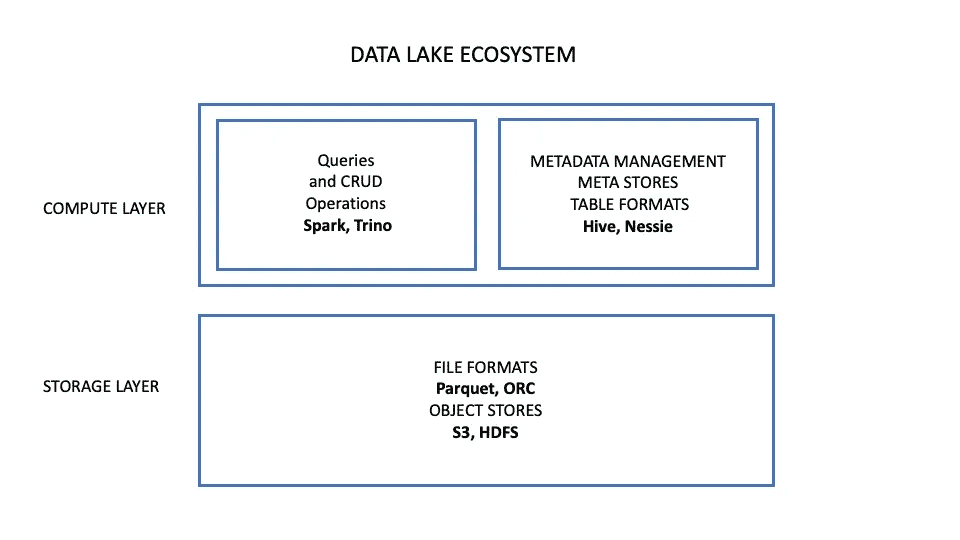 DATA LAKE ECOSYSTEM
COMPUTE LAYER
Queries
and CRUD
Operations
Spark, Trino
METADATA MANAGEMENT
META STORES
TABLE FORMATS
Hive, Nessie
STORAGE LAYER
FILE FORMATS
Parquet, ORC
OBJECT STORES
S3, HDFS